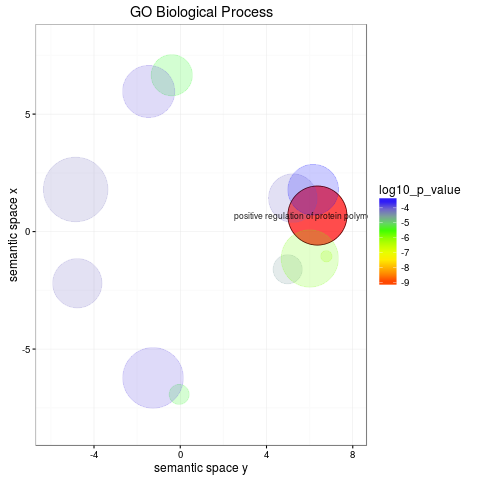 GO Biological Process
semantic space x
5
0
-5
positive regulation of protein polym
-4
0
4
8
semantic space y
log10_p_value
-4
-5
-6
-7
-8
-9